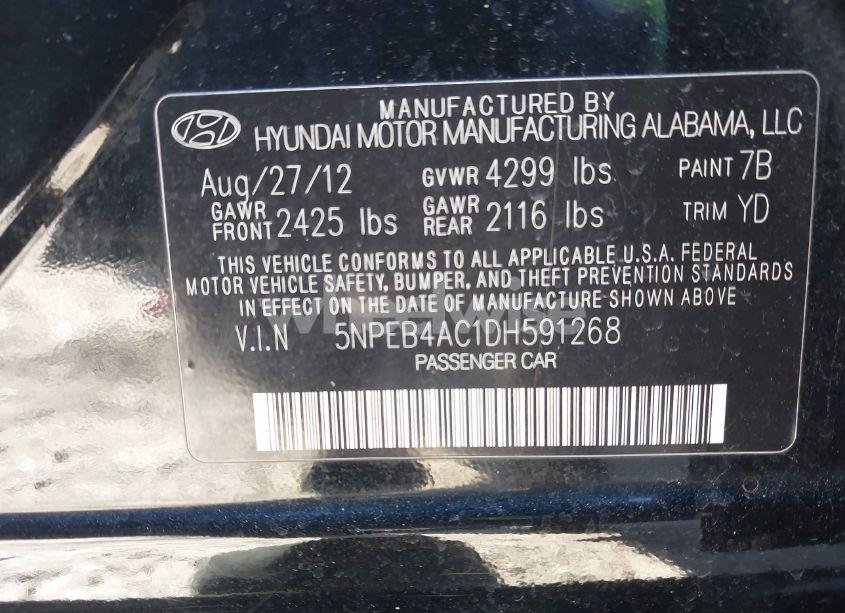 MANUFACTURED BY
HYUNDAI MOTOR MANUFACTURING ALABAMA, LLC
Aug/27/12 GVWR 4299 lbs PAINT 7B
GAWR FRONT 2425 lbs GAWR REAR 2116 lbs TRIM YD
THIS VEHICLE CONFORMS TO ALL APPLICABLE U.S.A. FEDERAL
MOTOR VEHICLE SAFETY, BUMPER, AND THEFT PREVENTION STANDARDS
IN EFFECT ON THE DATE OF MANUFACTURE SHOWN ABOVE
V.I.N 5NPEB4AC1DH591268
PASSENGER CAR